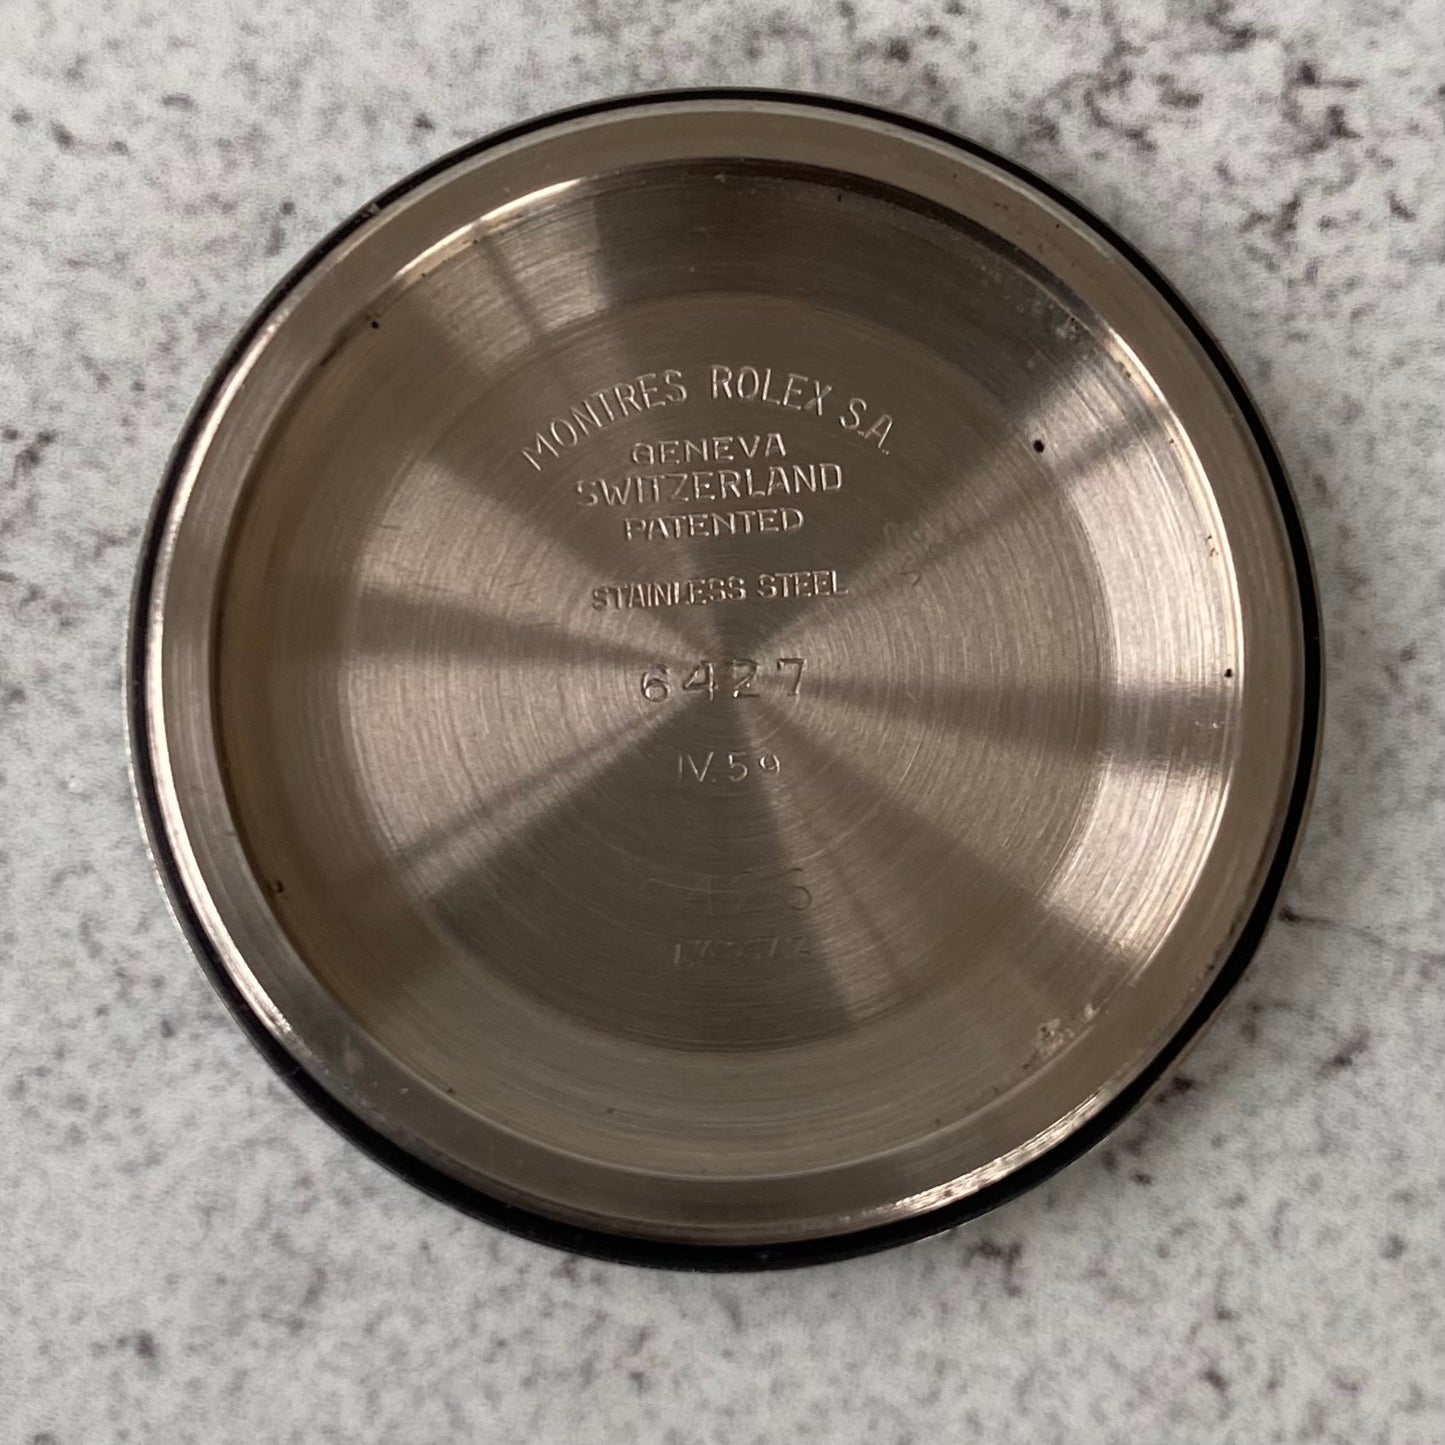 MONTRES ROLEX S.A.
GENEVA
SWITZERLAND
PATENTED
STAINLESS STEEL
6427
IV.59